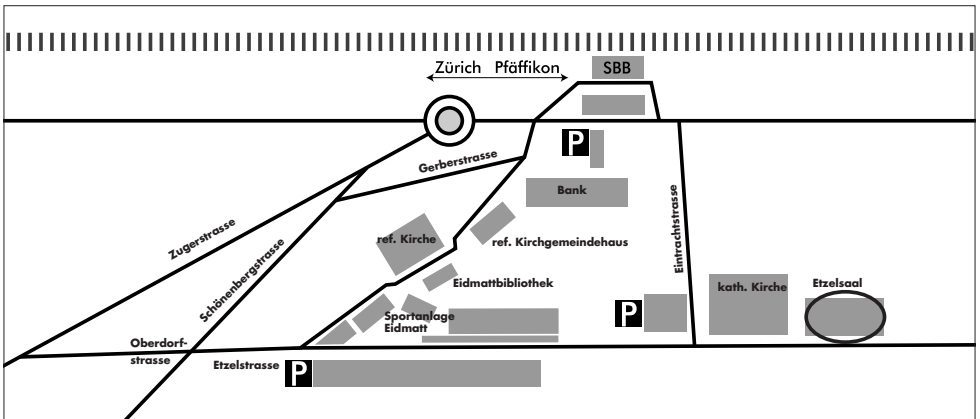 Zürich Pfäffikon
SBB
P
Gerberstrasse
Bank
Zugerstrasse
Schönenbergstrasse
ref. Kirche
ref. Kirchgemeindehaus
Eintrachtstrasse
Eidmattbibliothek
kath. Kirche
Etzelsaal
Sportanlage
Eidmatt
P
Oberdorf-
strasse
Etzelstrasse
P